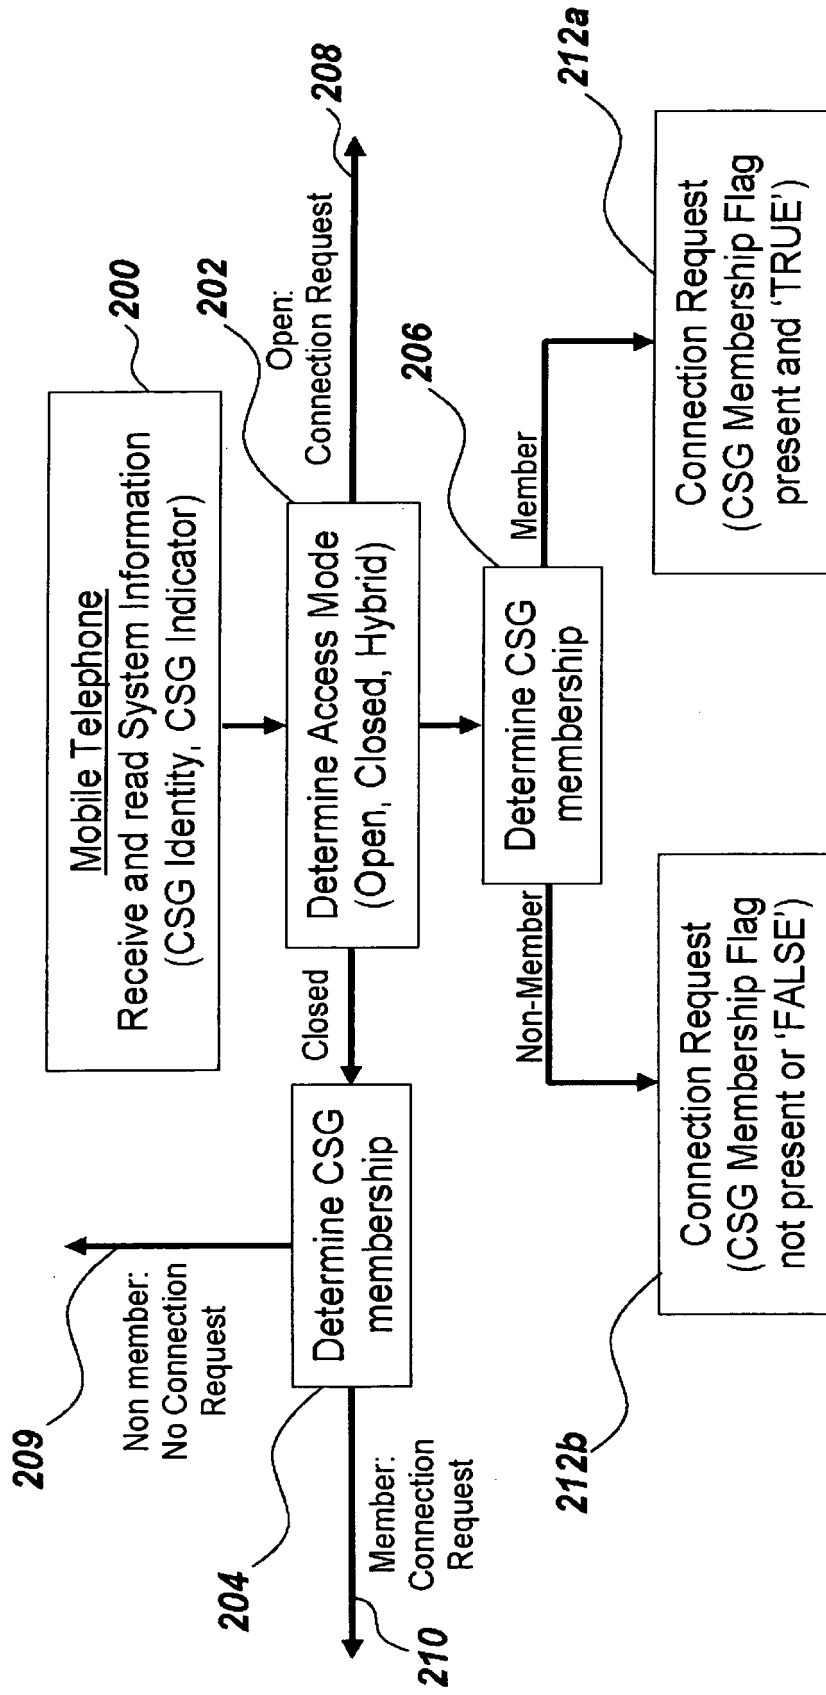 Mobile Telephone
Receive and read System Information
(CSG Identity, CSG Indicator)
200
Determine Access Mode
(Open, Closed, Hybrid)
202
Open:
Connection Request
208
Closed
Determine CSG
membership
204
Non member:
No Connection
Request
209
Member:
Connection
Request
210
Determine CSG
membership
206
Member
Non-Member
Connection Request
(CSG Membership Flag
present and ‘TRUE’)
212a
Connection Request
(CSG Membership Flag
not present or ‘FALSE’)
212b